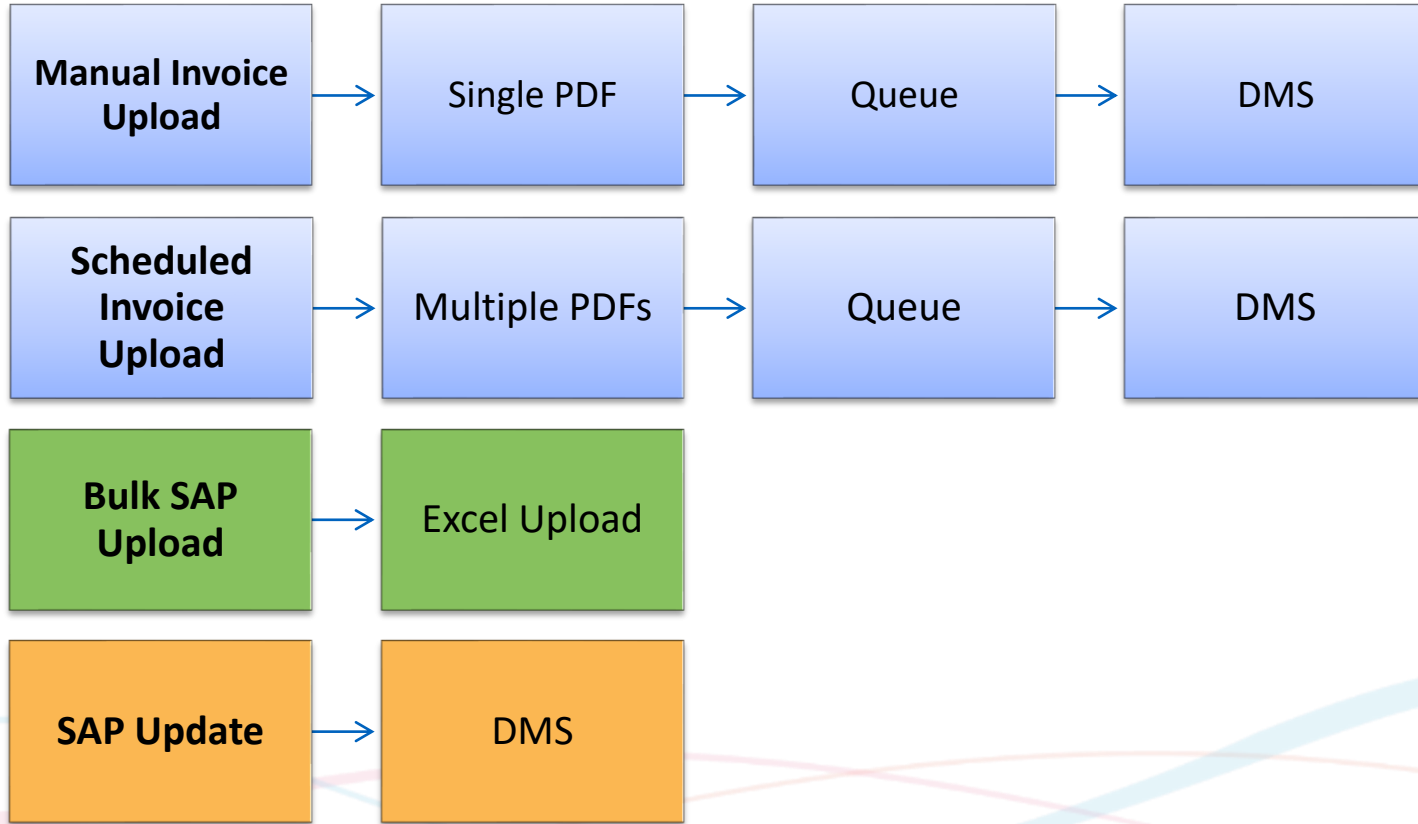 Manual Invoice
Upload
Single PDF
Queue
DMS
Scheduled
Invoice
Upload
Multiple PDFs
Queue
DMS
Bulk SAP
Upload
Excel Upload
SAP Update
DMS